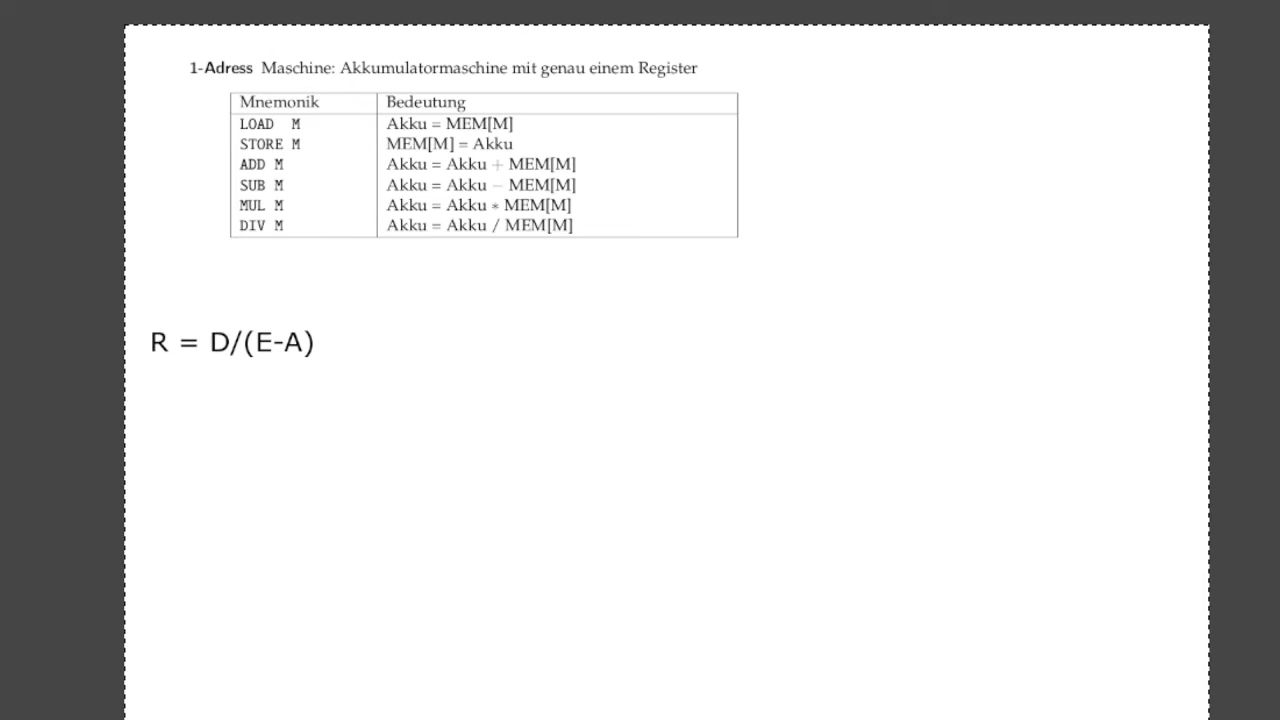 1-Adress Maschine: Akkumulatormaschine mit genau einem Register
Mnemonik Bedeutung
LOAD M Akku = MEM[M]
STORE M MEM[M] = Akku
ADD M Akku = Akku + MEM[M]
SUB M Akku = Akku − MEM[M]
MUL M Akku = Akku ∗ MEM[M]
DIV M Akku = Akku / MEM[M]
R = D/(E-A)